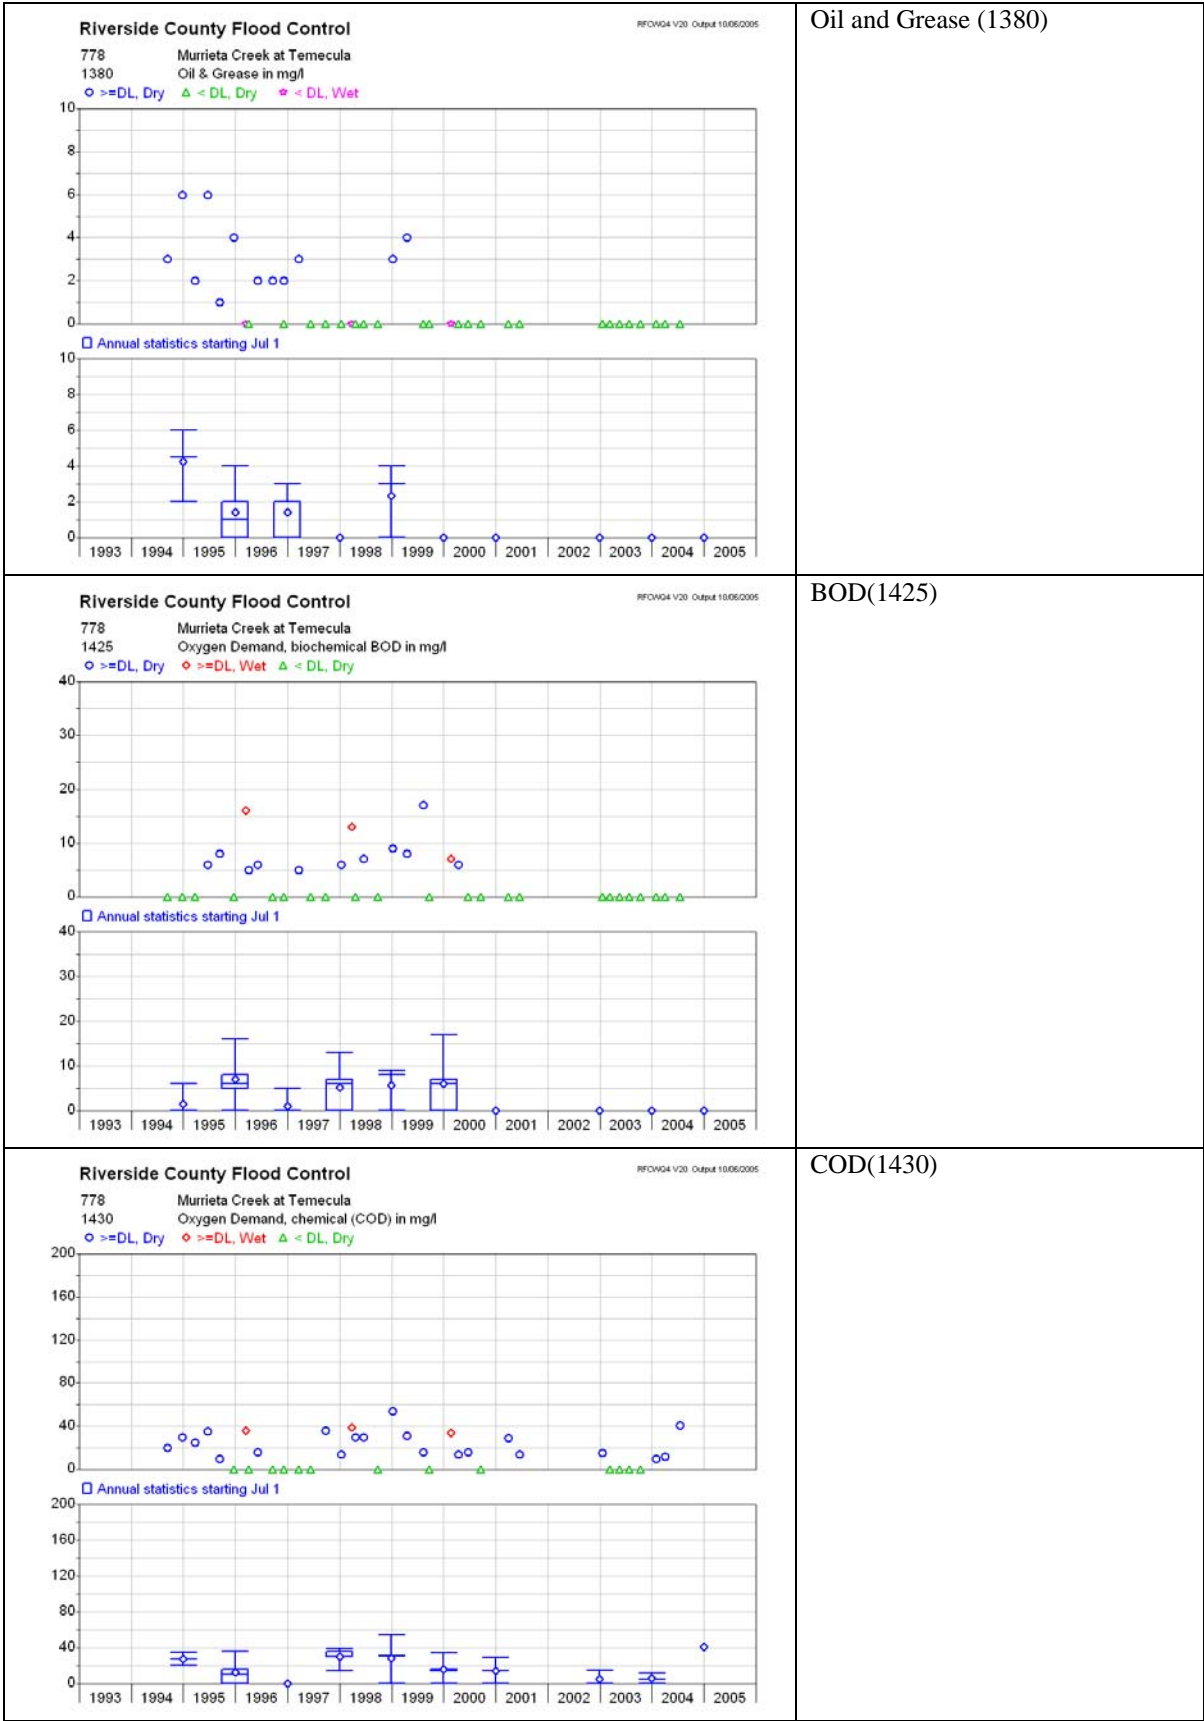 Riverside County Flood Control
RFCWQ4 V20 Output 10/06/2005
778 Murrieta Creek at Temecula
1380 Oil & Grease in mg/l
>=DL, Dry < DL, Dry < DL, Wet
10
8
6
4
2
0
Annual statistics starting Jul 1
10
8
6
4
2
0
1993 1994 1995 1996 1997 1998 1999 2000 2001 2002 2003 2004 2005
Oil and Grease (1380)
Riverside County Flood Control
RFCWQ4 V20 Output 10/06/2005
778 Murrieta Creek at Temecula
1425 Oxygen Demand, biochemical BOD in mg/l
>=DL, Dry >=DL, Wet < DL, Dry
40
30
20
10
0
Annual statistics starting Jul 1
40
30
20
10
0
1993 1994 1995 1996 1997 1998 1999 2000 2001 2002 2003 2004 2005
BOD(1425)
Riverside County Flood Control
RFCWQ4 V20 Output 10/06/2005
778 Murrieta Creek at Temecula
1430 Oxygen Demand, chemical (COD) in mg/l
>=DL, Dry >=DL, Wet < DL, Dry
200
160
120
80
40
0
Annual statistics starting Jul 1
200
160
120
80
40
0
1993 1994 1995 1996 1997 1998 1999 2000 2001 2002 2003 2004 2005
COD(1430)